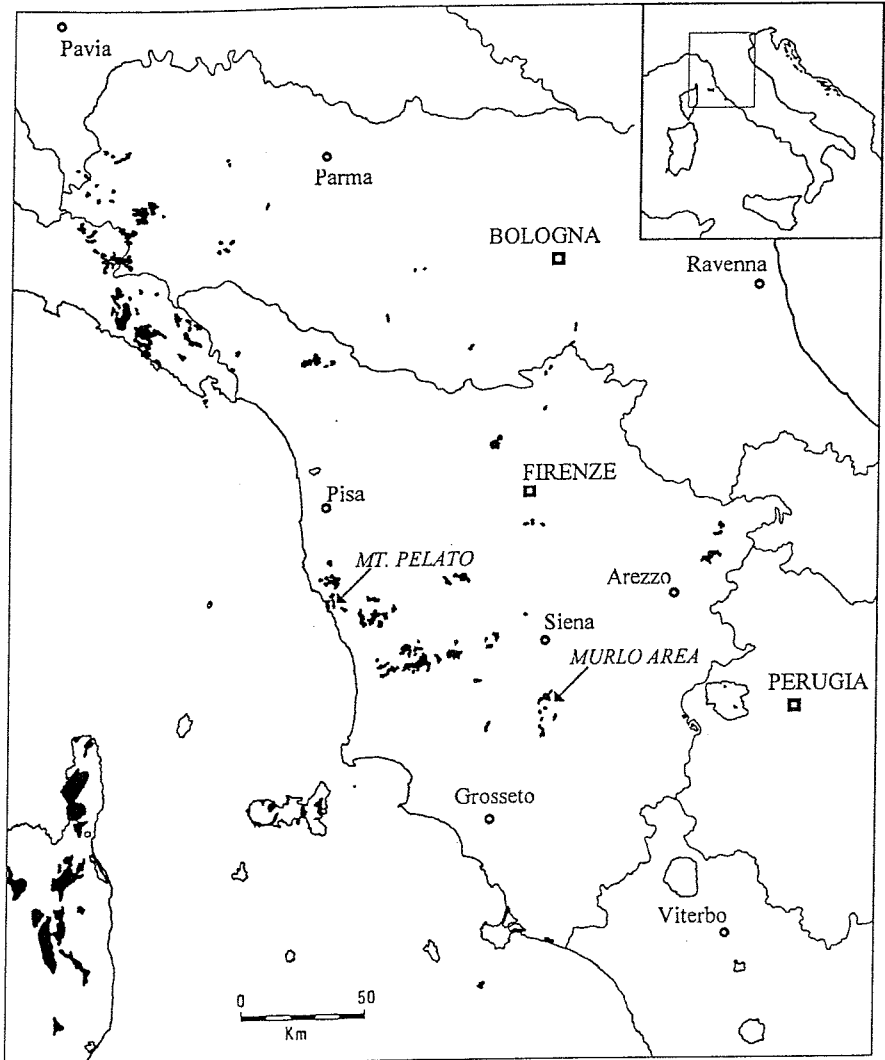 Pavia
Parma
BOLOGNA
Ravenna
FIRENZE
Pisa
MT. PELATO
Arezzo
Siena
MURLO AREA
PERUGIA
Grosseto
Viterbo
0 50
Km